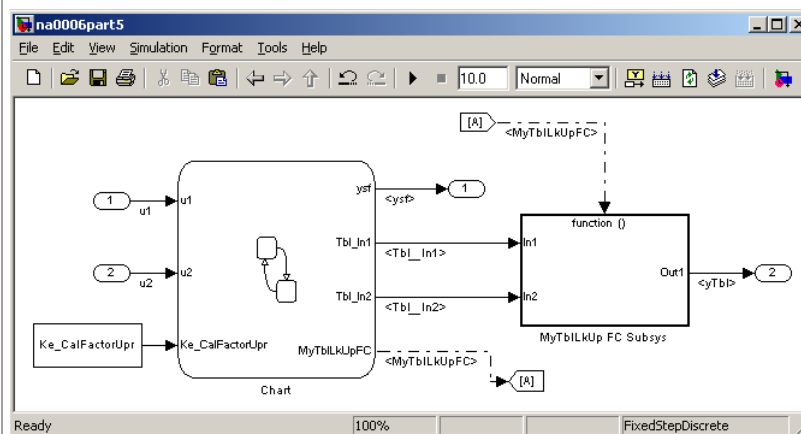 na0006part5
File Edit View Simulation Format Tools Help
10.0 Normal
[A]
<MyTblLkUpFC>
1
u1
u1
ysf
<ysf>
1
function ()
Tbl_In1
<Tbl_In1>
In1
2
u2
u2
Out1
<yTbl>
2
Tbl_In2
<Tbl_In2>
In2
MyTblLkUp FC Subsys
Ke_CalFactorUpr
Ke_CalFactorUpr
MyTblLkUpFC
<MyTblLkUpFC>
[A]
Chart
Ready 100% FixedStepDiscrete